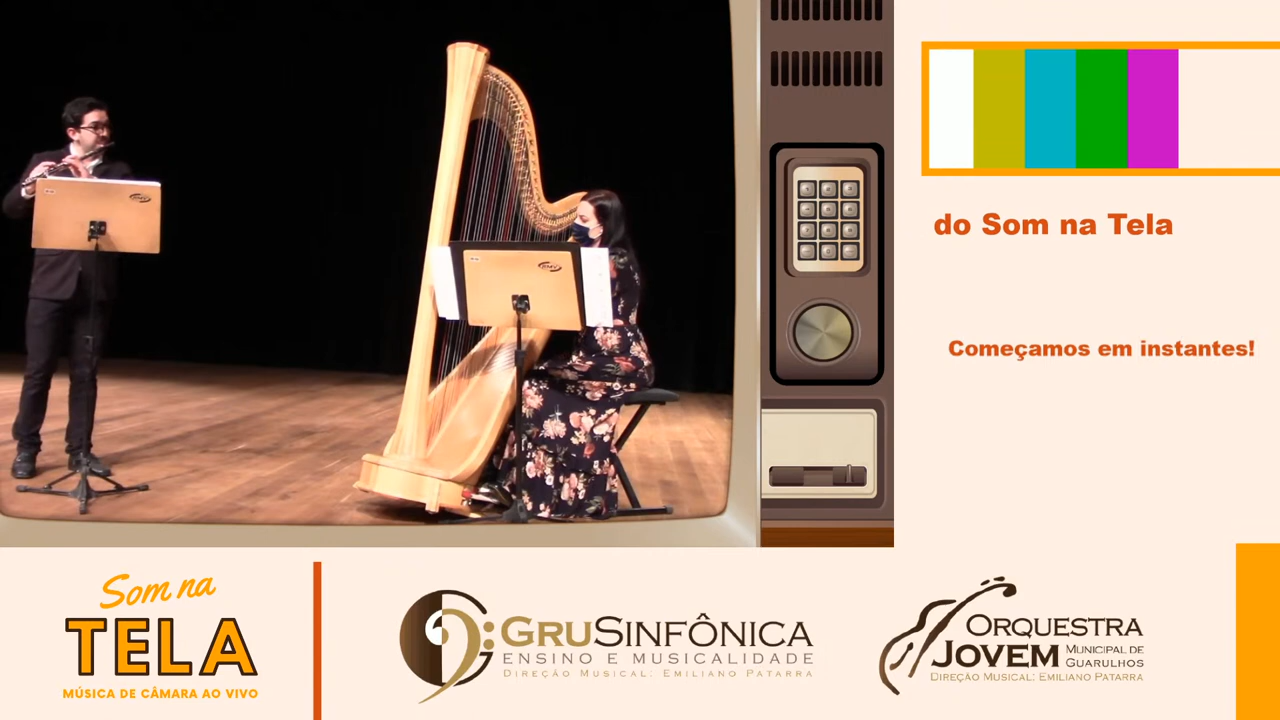 do Som na Tela
Começamos em instantes!
Som na
TELA
MÚSICA DE CÂMARA AO VIVO
GRUSINFÔNICA
ENSINO E MUSICALIDADE
DIREÇÃO MUSICAL: EMILIANO PATARRA
ORQUESTRA
JOVEM MUNICIPAL DE
GUARULHOS
DIREÇÃO MUSICAL: EMILIANO PATARRA